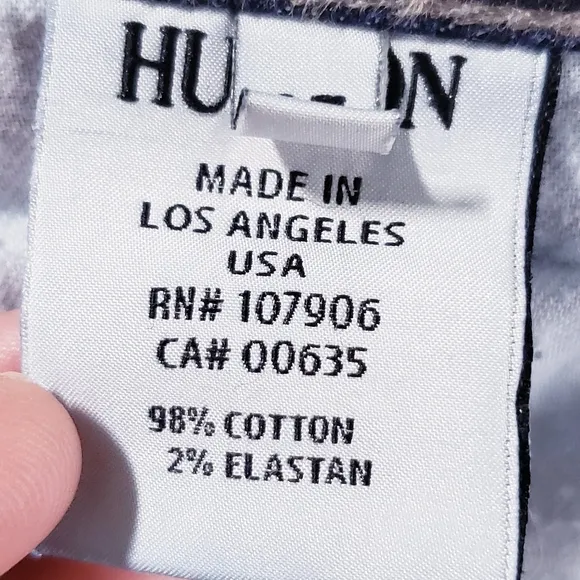 MADE IN
LOS ANGELES
USA
RN# 107906
CA# 00635
98% COTTON
2% ELASTAN